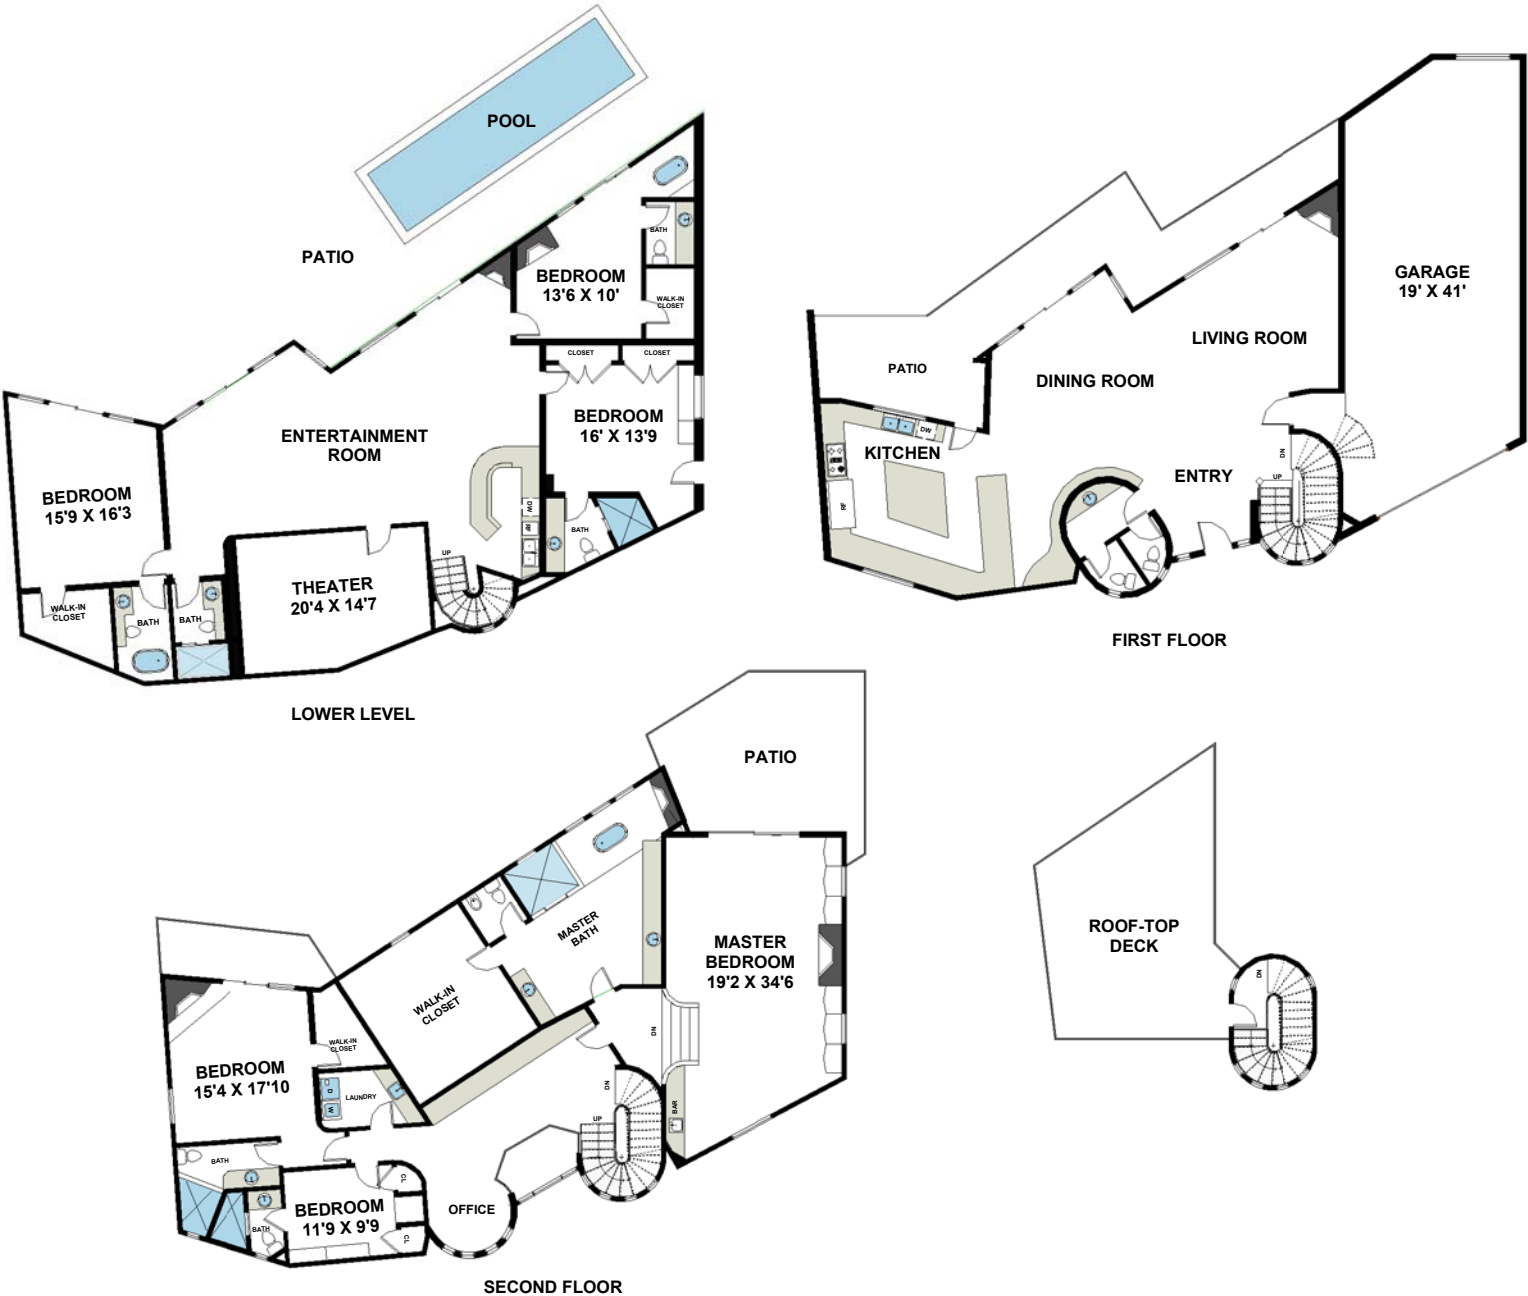 POOL
PATIO
BATH
BEDROOM
13'6 X 10'
WALK-IN
CLOSET
CLOSET
CLOSET
BEDROOM
16' X 13'9
ENTERTAINMENT
ROOM
BEDROOM
15'9 X 16'3
DW
RF
BATH
UP
THEATER
20'4 X 14'7
WALK-IN
CLOSET
BATH
BATH
LOWER LEVEL
GARAGE
19' X 41'
LIVING ROOM
PATIO
DINING ROOM
DW
KITCHEN
RF
ENTRY
DN
UP
FIRST FLOOR
PATIO
MASTER
BATH
MASTER
BEDROOM
19'2 X 34'6
WALK-IN
CLOSET
DN
WALK-IN
CLOSET
BEDROOM
15'4 X 17'10
D
W
LAUNDRY
DN
UP
BAR
BATH
CL
BEDROOM
11'9 X 9'9
BATH
CL
OFFICE
SECOND FLOOR
ROOF-TOP
DECK
DN